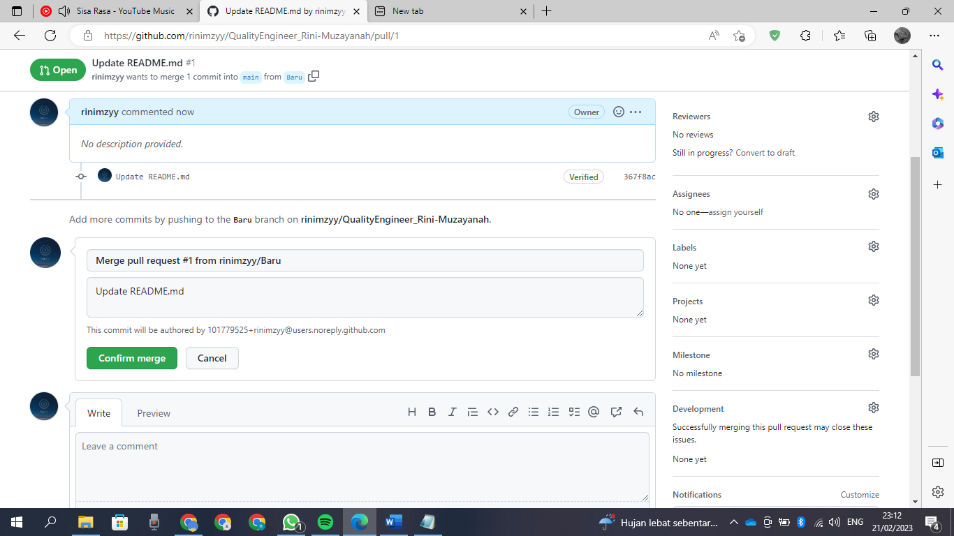 Sisa Rasa - YouTube Music
Update README.md by rinimzyy
New tab
https://github.com/rinimzyy/QualityEngineer_Rini-Muzayanah/pull/1
Open
Update README.md #1
rinimzyy wants to merge 1 commit into main from Baru
rinimzyy commented now
Owner
No description provided.
Update README.md
Verified
367f8ac
Add more commits by pushing to the Baru branch on rinimzyy/QualityEngineer_Rini-Muzayanah.
Merge pull request #1 from rinimzyy/Baru
Update README.md
This commit will be authored by 101779525+rinimzyy@users.noreply.github.com
Confirm merge
Cancel
Write
Preview
Leave a comment
Reviewers
No reviews
Still in progress? Convert to draft
Assignees
No one—assign yourself
Labels
None yet
Projects
None yet
Milestone
No milestone
Development
Successfully merging this pull request may close these
issues.
None yet
Notifications
Customize
1
Hujan lebat sebentar...
ENG
23:12
21/02/2023
4